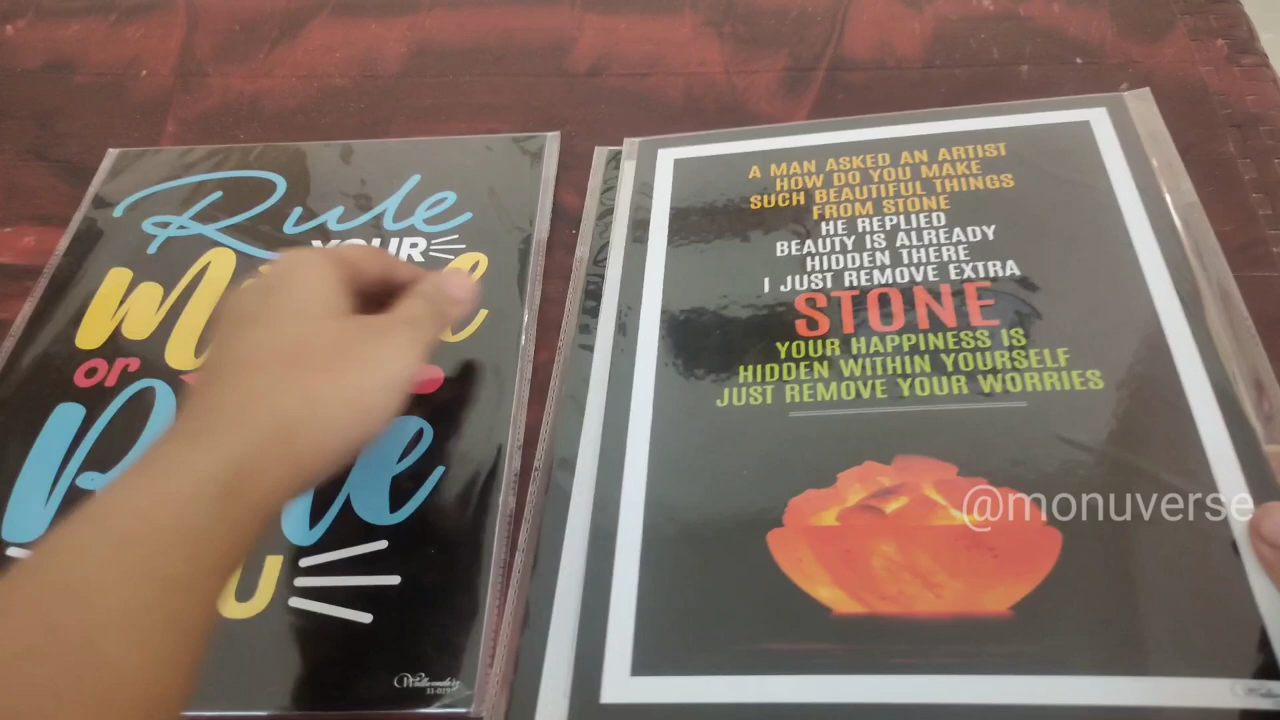 Rule
YOUR
or
Rule
U
A MAN ASKED AN ARTIST
HOW DO YOU MAKE
SUCH BEAUTIFUL THINGS
FROM STONE
HE REPLIED
BEAUTY IS ALREADY
HIDDEN THERE
I JUST REMOVE EXTRA
STONE
YOUR HAPPINESS IS
HIDDEN WITHIN YOURSELF
JUST REMOVE YOUR WORRIES
@monuverse